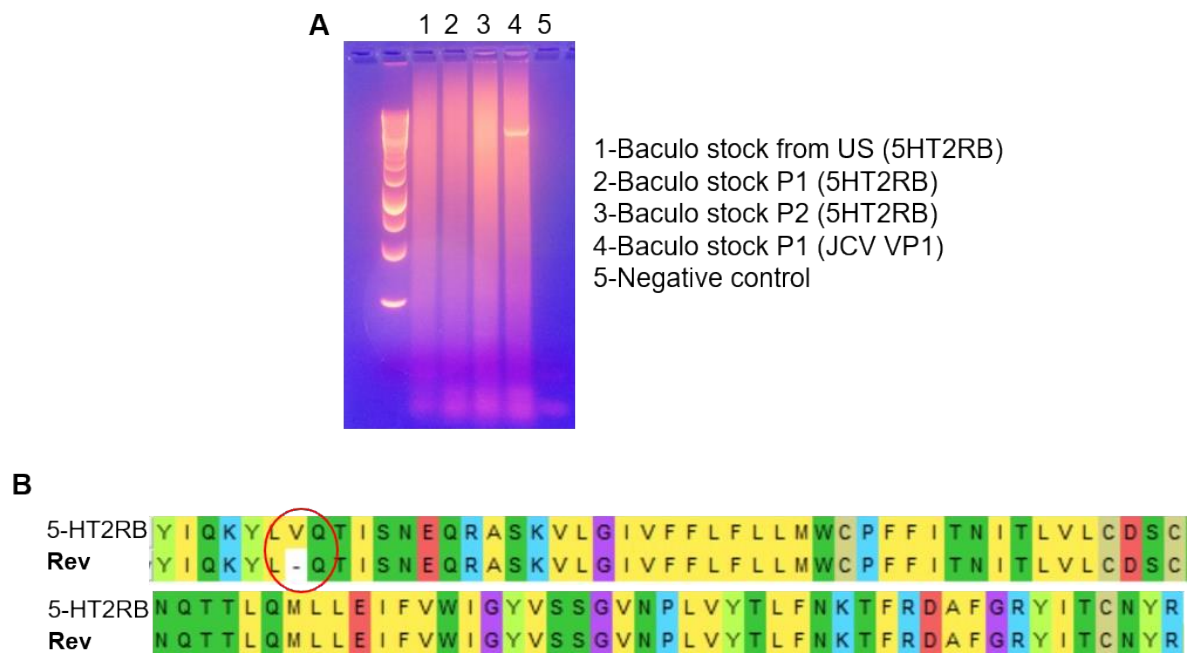 A
1 2 3 4 5
1-Baculo stock from US (5HT2RB)
2-Baculo stock P1 (5HT2RB)
3-Baculo stock P2 (5HT2RB)
4-Baculo stock P1 (JCV VP1)
5-Negative control
B
5-HT2RB Y I Q K Y L V Q T I S N E Q R A S K V L G I V F F L F L L M W C P F F I T N I T L V L C D S C
Rev Y I Q K Y L - Q T I S N E Q R A S K V L G I V F F L F L L M W C P F F I T N I T L V L C D S C
5-HT2RB N Q T T L Q M L L E I F V W I G Y V S S G V N P L V Y T L F N K T F R D A F G R Y I T C N Y R
Rev N Q T T L Q M L L E I F V W I G Y V S S G V N P L V Y T L F N K T F R D A F G R Y I T C N Y R